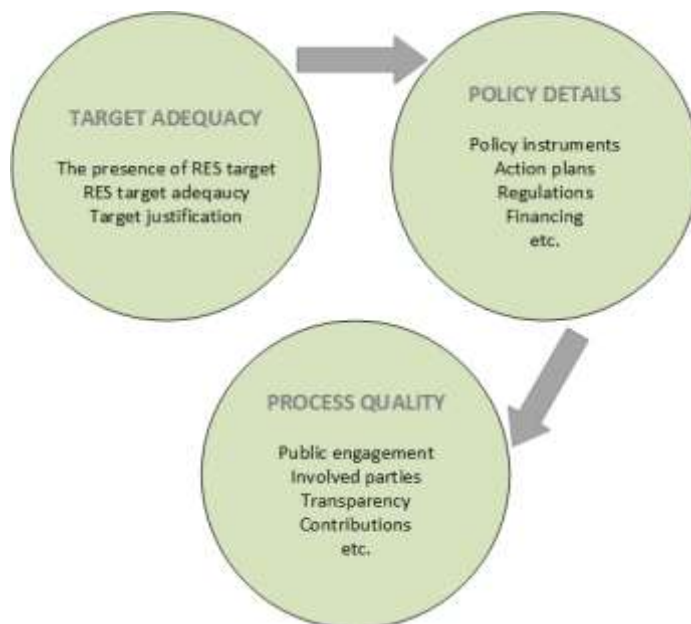 TARGET ADEQUACY
The presence of RES target
RES target adeqaucy
Target justification
POLICY DETAILS
Policy instruments
Action plans
Regulations
Financing
etc.
PROCESS QUALITY
Public engagement
Involved parties
Transparency
Contributions
etc.